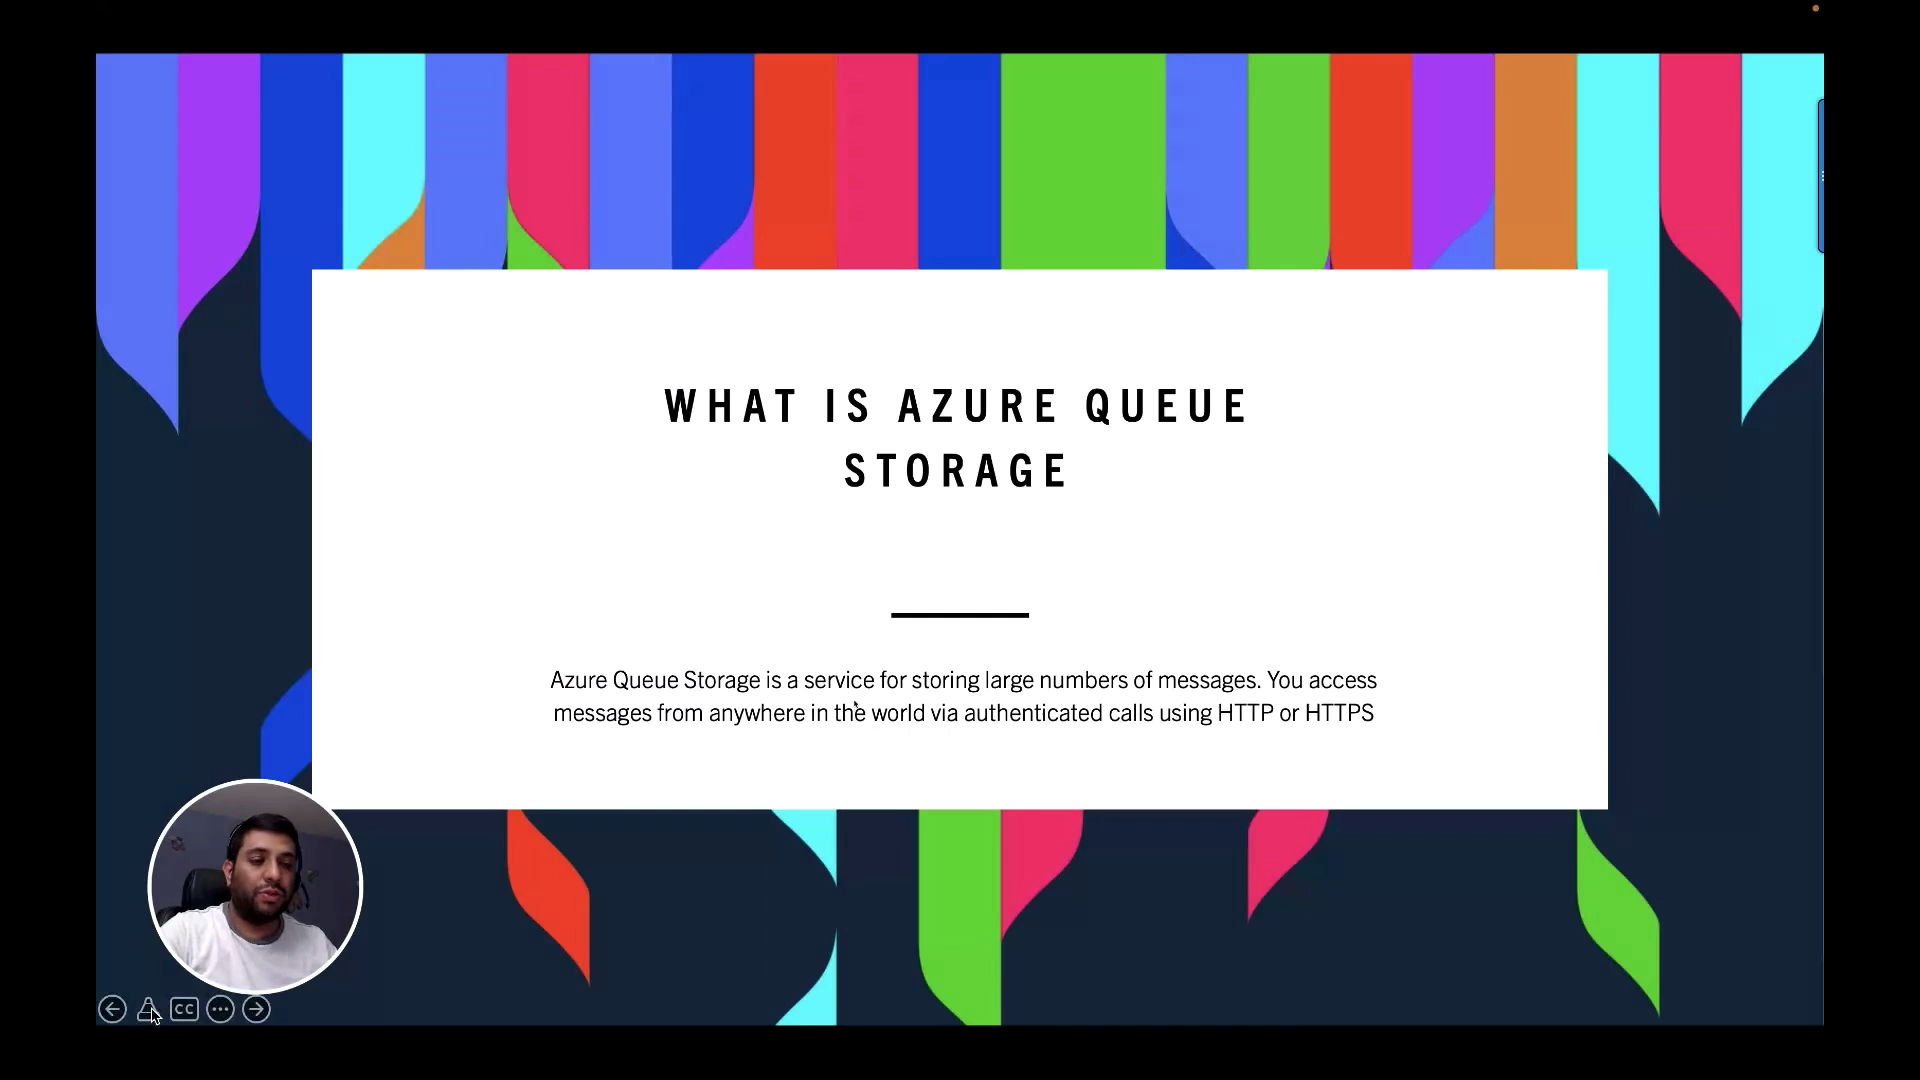 WHAT IS AZURE QUEUE
STORAGE
Azure Queue Storage is a service for storing large numbers of messages. You access
messages from anywhere in the world via authenticated calls using HTTP or HTTPS
CC